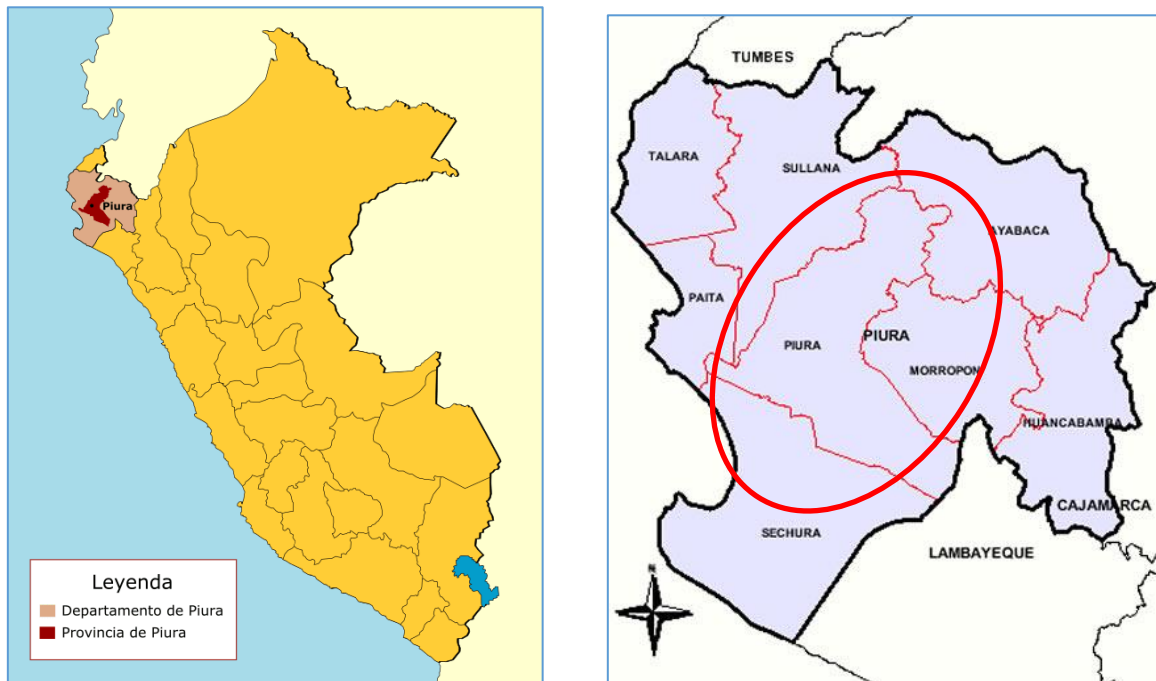 Piura
Leyenda
Departamento de Piura
Provincia de Piura
TUMBES
TALARA
SULLANA
AYABACA
PAITA
PIURA
PIURA
MORROPON
HUANCABAMBA
SECHURA
CAJAMARCA
LAMBAYEQUE
N